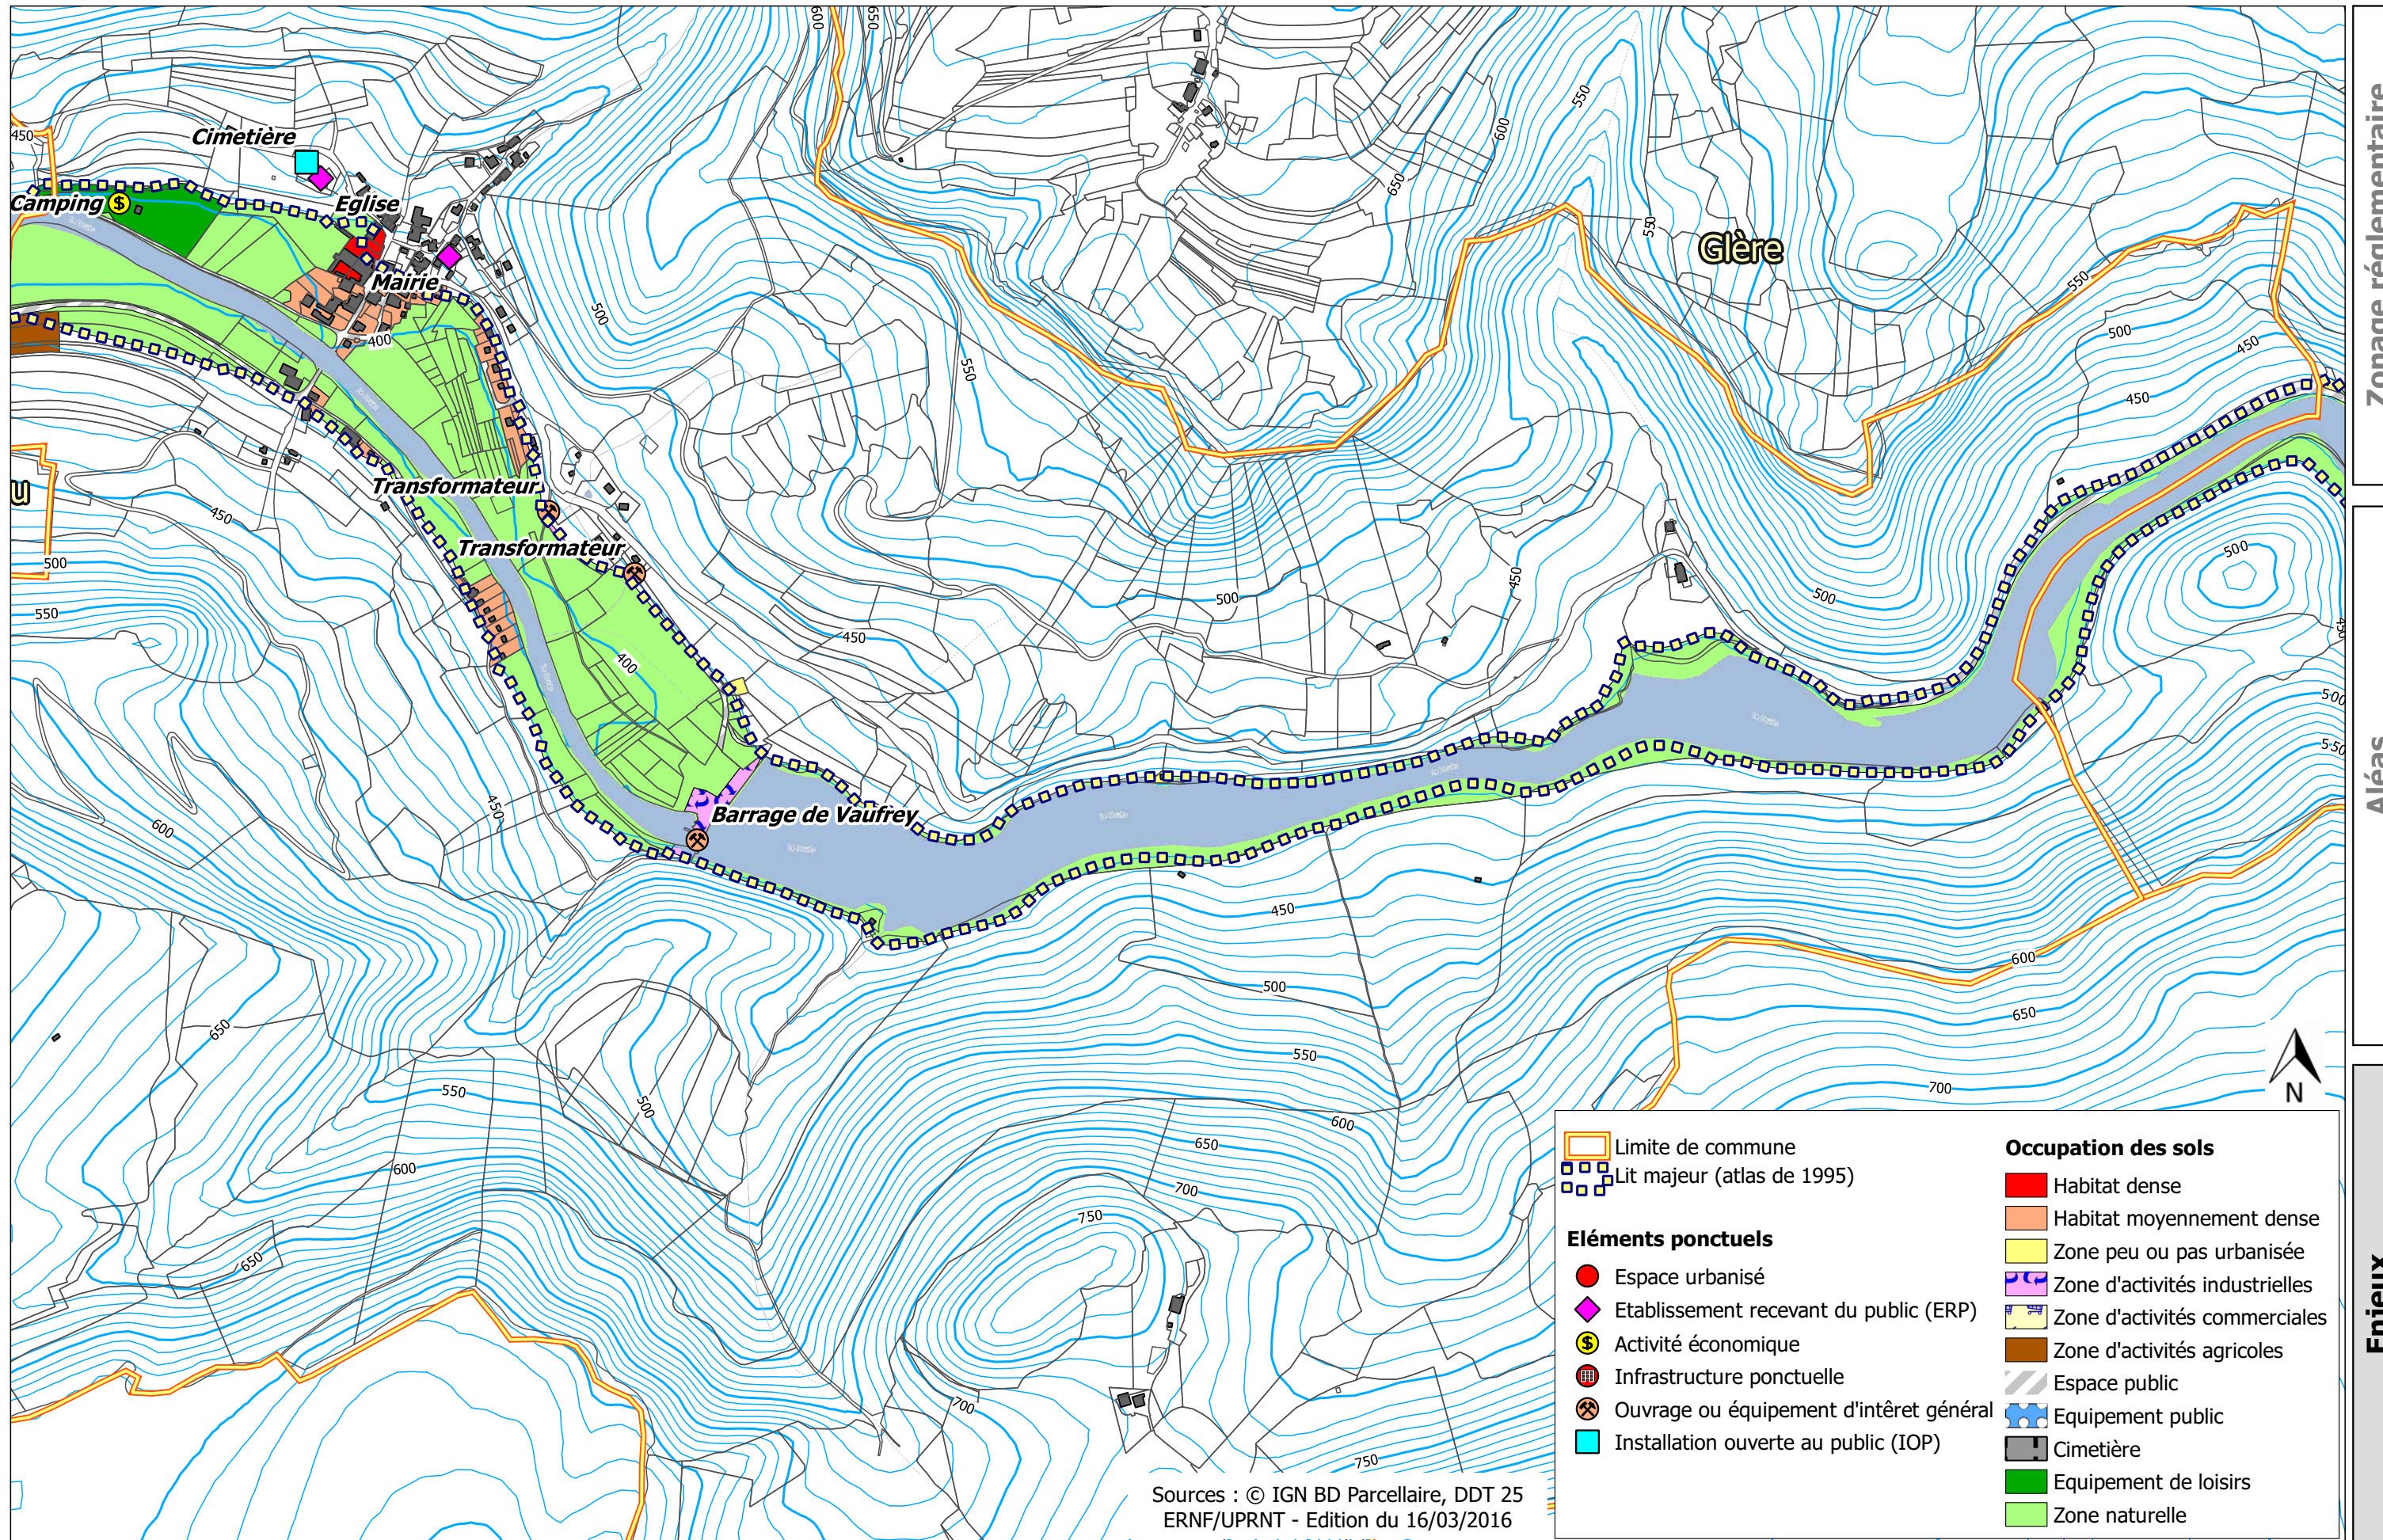 600
650
450
Cimetière
Camping
$
Eglise
Mairie
400
500
550
550
600
650
550
Glère
550
500
450
450
Transformateur
Transformateur
u
450
500
550
500
450
450
500
500
400
450
500
550
450
600
Barrage de Vaufrey
450
500
550
600
650
700
750
650
550
500
600
650
700
600
650
700
750
N
Limite de commune
Lit majeur (atlas de 1995)
Eléments ponctuels
Espace urbanisé
Etablissement recevant du public (ERP)
$ Activité économique
Infrastructure ponctuelle
Ouvrage ou équipement d'intêret général
Installation ouverte au public (IOP)
Occupation des sols
Habitat dense
Habitat moyennement dense
Zone peu ou pas urbanisée
Zone d'activités industrielles
Zone d'activités commerciales
Zone d'activités agricoles
Espace public
Equipement public
Cimetière
Equipement de loisirs
Zone naturelle
Sources : © IGN BD Parcellaire, DDT 25
ERNF/UPRNT - Edition du 16/03/2016
Zonage réglementaire
Aléas
Enjeux